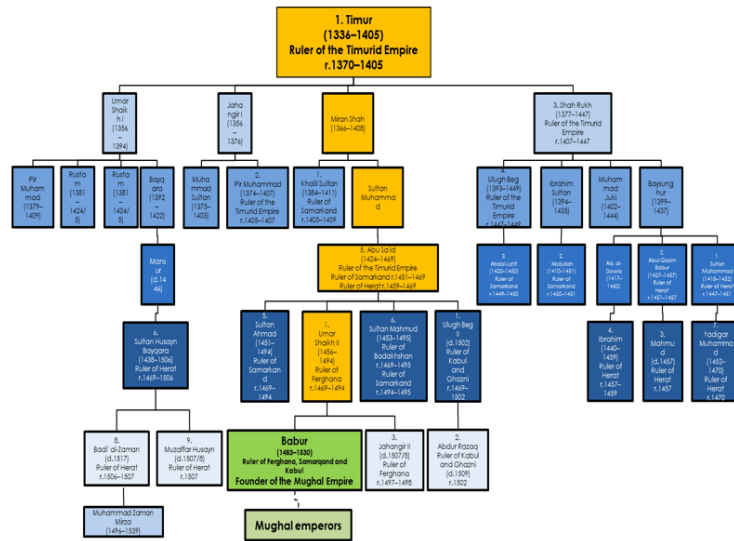 1. Timur
(1336–1405)
Ruler of the Timurid Empire
r.1370–1405
Umar
Shaik
h I
(1356
–
1394)
Jaha
ngir I
(1356
–
1376)
Miran Shah
(1366–1408)
3. Shah Rukh
(1377–1447)
Ruler of the Timurid
Empire
r.1407–1447
Pir
Muham
mad
(1379
–1409)
Rusta
m
(1381
–
1424/
5)
Rusta
m
(1381
–
1424/
5)
Bayq
ara
(1392
–
1422)
Muha
mmad
Sultan
(1375–
1403)
2.
Pir Muhammad
(1374–1407)
Ruler of the
Timurid Empire
r.1405–1407
1.
Khalil Sultan
(1384–1411)
Ruler of
Samarkand
r.1405–1409
Sultan
Muhamma
d
4.
Ulugh Beg
(1393–1449)
Ruler of the
Timurid
Empire
r.1447–1449
Ibrahim
Sultan
(1394–
1435)
Muham
mad
Juki
(1402–
1444)
Baysung
hur
(1399–
1437)
Mans
ur
(d.14
46)
5. Abu Sa'id
(1424–1469)
Ruler of the Timurid Empire
Ruler of Samarkand r.1451–1469
Ruler of Herat r.1459–1469
3.
Abdal-Latif
(1420–1450)
Ruler of
Samarkand
r.1449–1450
(1410–1451)
Ruler of
Samarkand
r.1450–1451
Ala al-
Dawla
(1417–
1460)
2.
Abul-Qasim
Babur
Ruler of
Herat
r.1451–1457
1.
Sultan
Muhammad
(1418–1452)
Ruler of Herat
r.1447–1451
6.
Sultan Husayn
Bayqara
(1438–1506)
Ruler of Herat
r.1469–1506
5.
Sultan
Ahmad
(1451–
1494)
Ruler of
Samarkan
d
r.1469–
1494
1.
Umar
Shaikh II
(1456–
1494)
Ruler of
Ferghana
r.1469–1494
6.
Sultan Mahmud
(1453–1495)
Ruler of
Badakhshan
r.1469–1495
Ruler of
Samarkand
r.1494–1495
1.
Ulugh Beg
II
(d.1502)
Ruler of
Kabul
and
Ghazni
r.1469–
1502
4.
Ibrahim
(1440–
1459)
Ruler of
Herat
r.1457–
1459
3.
Mahmu
d
(d.1457)
Ruler of
Herat
r.1457
7.
Yadigar
Muhamma
d
(1452–
1470)
Ruler of
Herat
r.1470
8.
Badi' al-Zaman
(d.1517)
Ruler of Herat
r.1506–1507
9.
Muzaffar Husayn
(d.1507/8)
Ruler of Herat
r.1507
Babur
(1483–1530)
Ruler of Ferghana, Samarqand and
Kabul
Founder of the Mughal Empire
3.
Jahangir II
(d.1507/8)
Ruler of
Ferghana
r.1497–1498
2.
Abdur Razaq
Ruler of Kabul
and Ghazni
(d.1509)
r.1502
Muhammad Zaman
Mirza
(1496–1539)
Mughal emperors